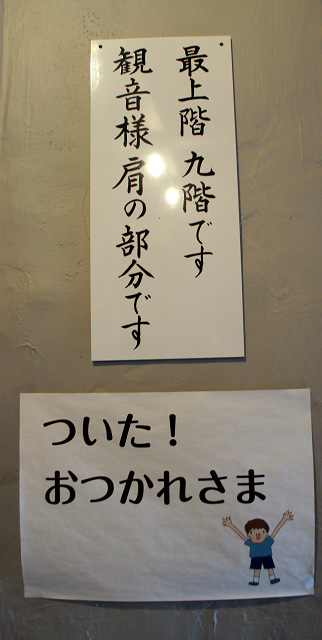 最上階 九階です
観音様 肩の部分です
ついた！
おつかれさま